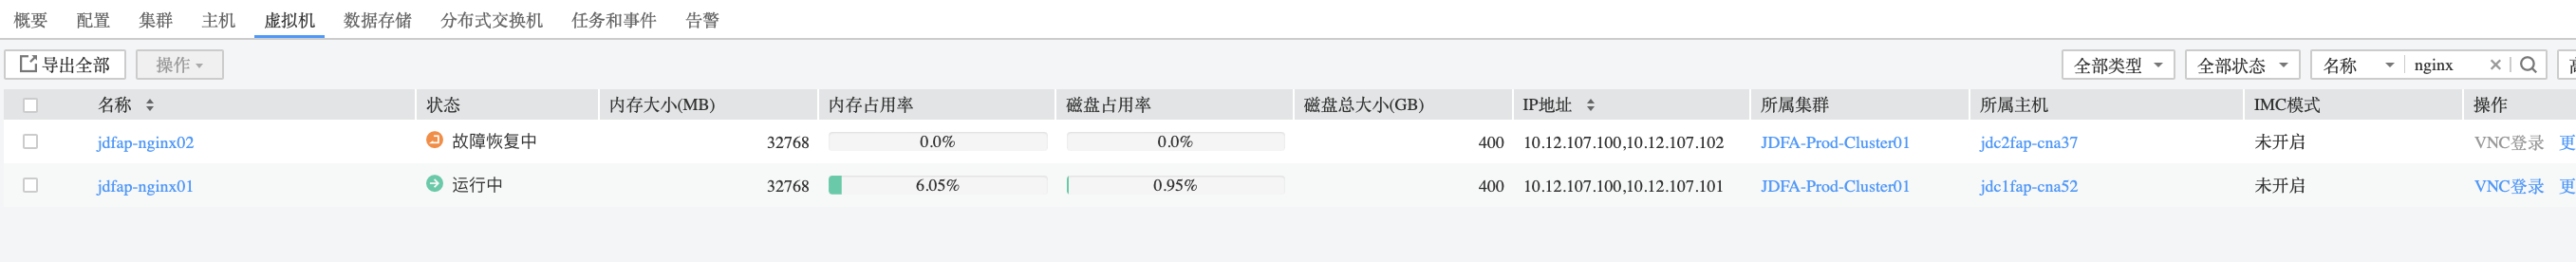 概要 配置 集群 主机 虚拟机 数据存储 分布式交换机 任务和事件 告警
导出全部 操作 全部类型 全部状态 名称 nginx
名称 状态 内存大小(MB) 内存占用率 磁盘占用率 磁盘总大小(GB) IP地址 所属集群 所属主机 IMC模式 操作
jdfap-nginx02 故障恢复中 32768 0.0% 0.0% 400 10.12.107.100,10.12.107.102 JDFA-Prod-Cluster01 jdc2fap-cna37 未开启 VNC登录 更
jdfap-nginx01 运行中 32768 6.05% 0.95% 400 10.12.107.100,10.12.107.101 JDFA-Prod-Cluster01 jdc1fap-cna52 未开启 VNC登录 更